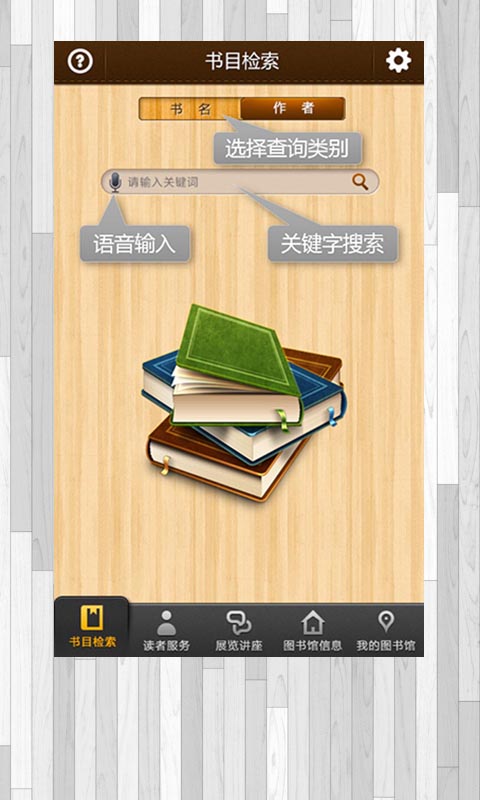 书目检索
书 名
作 者
选择查询类别
请输入关键词
语音输入
关键字搜索
书目检索
读者服务
展览讲座
图书馆信息
我的图书馆